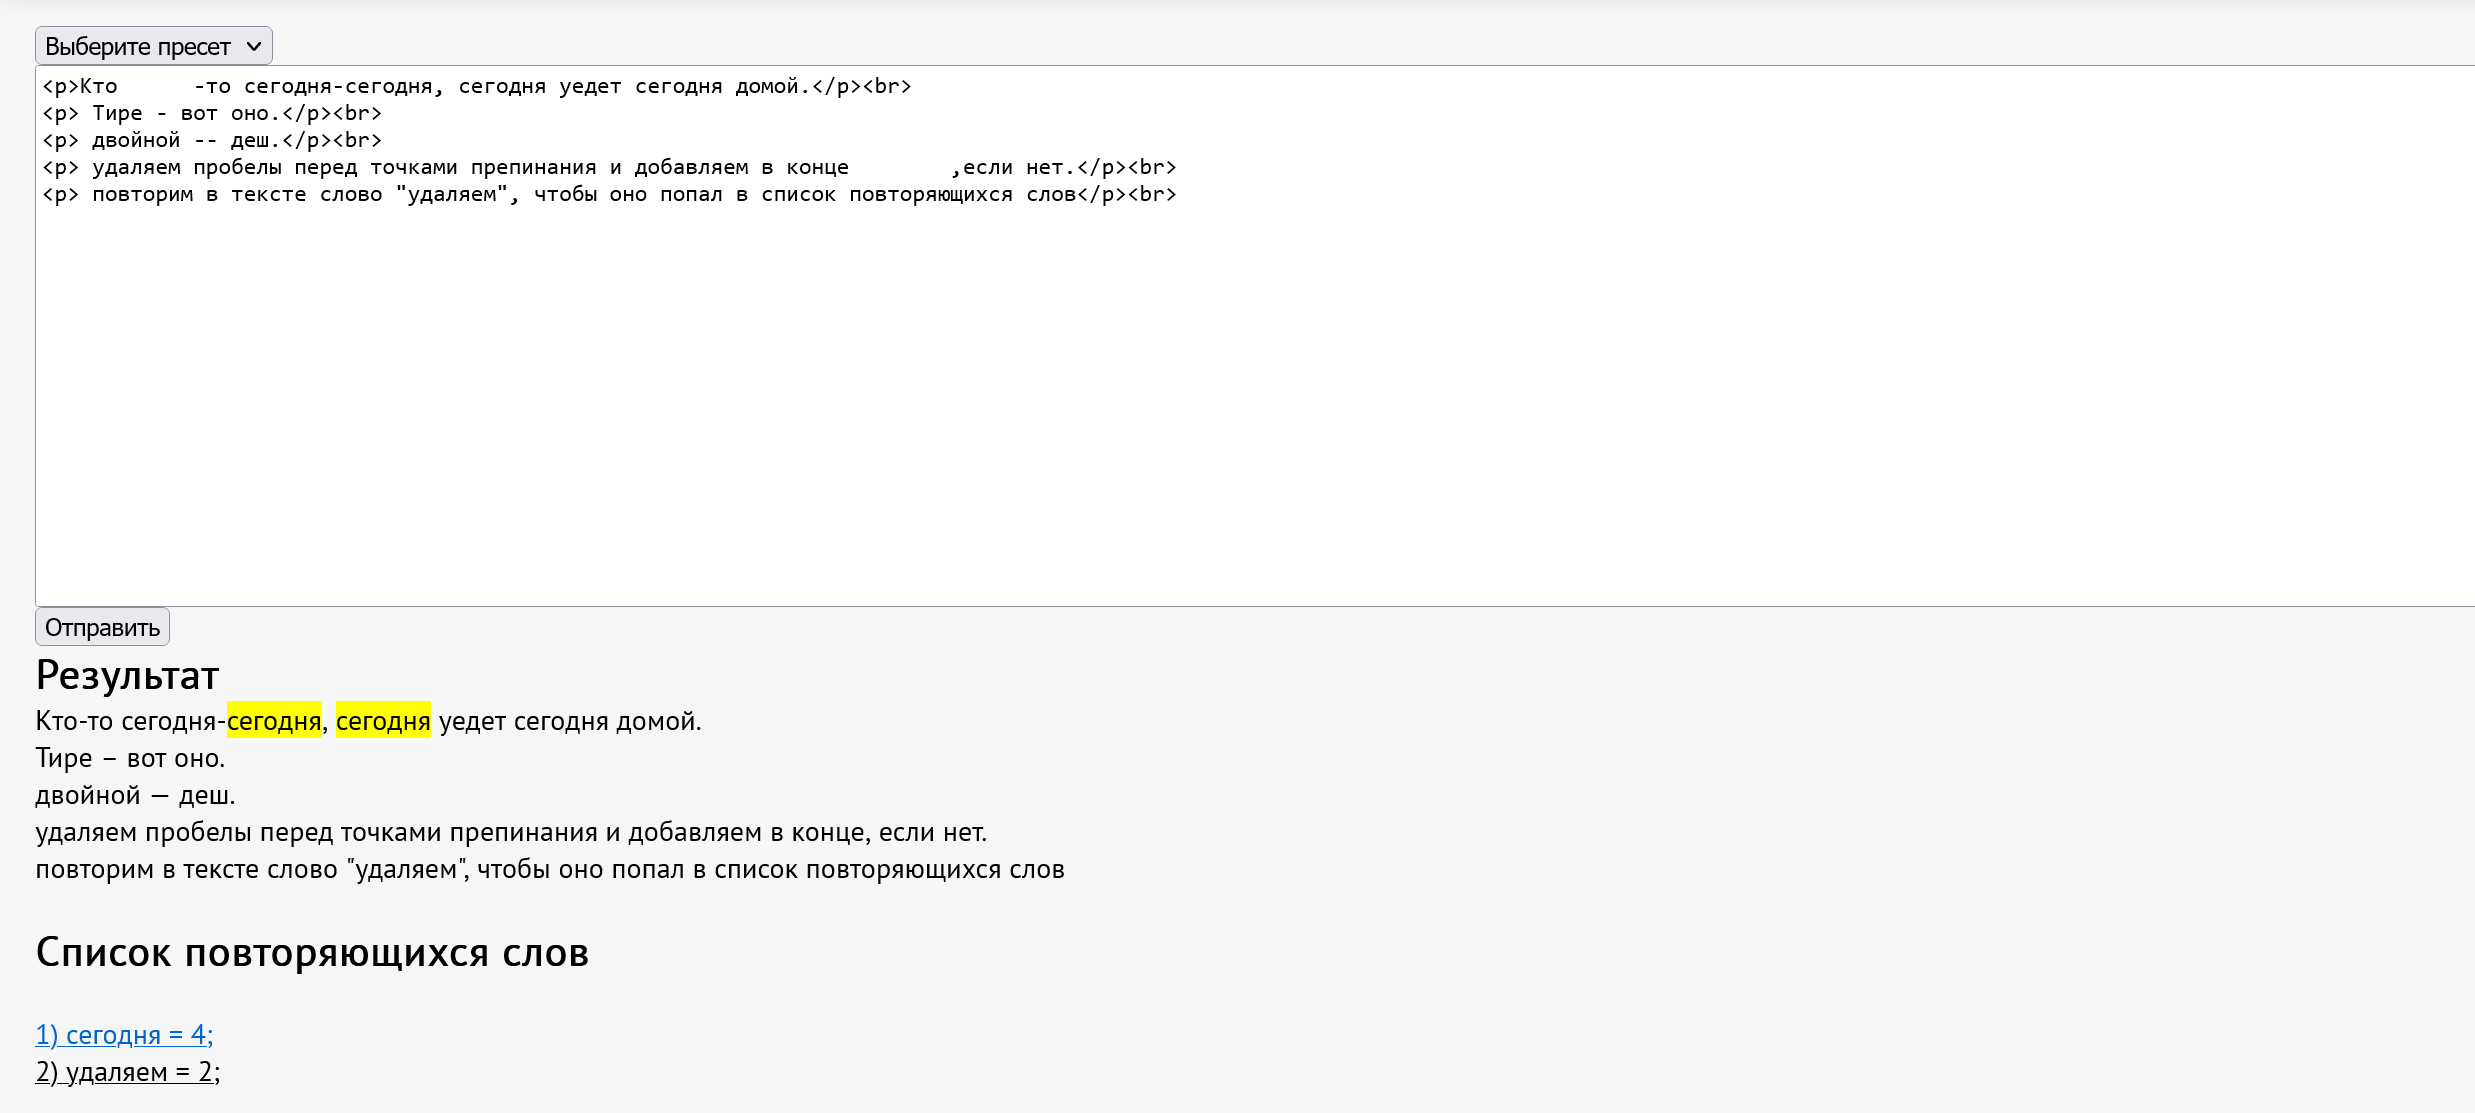 Выберите пресет
<p>Кто      -то сегодня-сегодня, сегодня уедет сегодня домой.</p><br>
<p> Тире - вот оно.</p><br>
<p> двойной -- деш.</p><br>
<p> удаляем пробелы перед точками препинания и добавляем в конце        ,если нет.</p><br>
<p> повторим в тексте слово "удаляем", чтобы оно попал в список повторяющихся слов</p><br>
Отправить
Результат
Кто-то сегодня-сегодня, сегодня уедет сегодня домой.
Тире – вот оно.
двойной — деш.
удаляем пробелы перед точками препинания и добавляем в конце, если нет.
повторим в тексте слово "удаляем", чтобы оно попал в список повторяющихся слов
Список повторяющихся слов
1) сегодня = 4;
2) удаляем = 2;